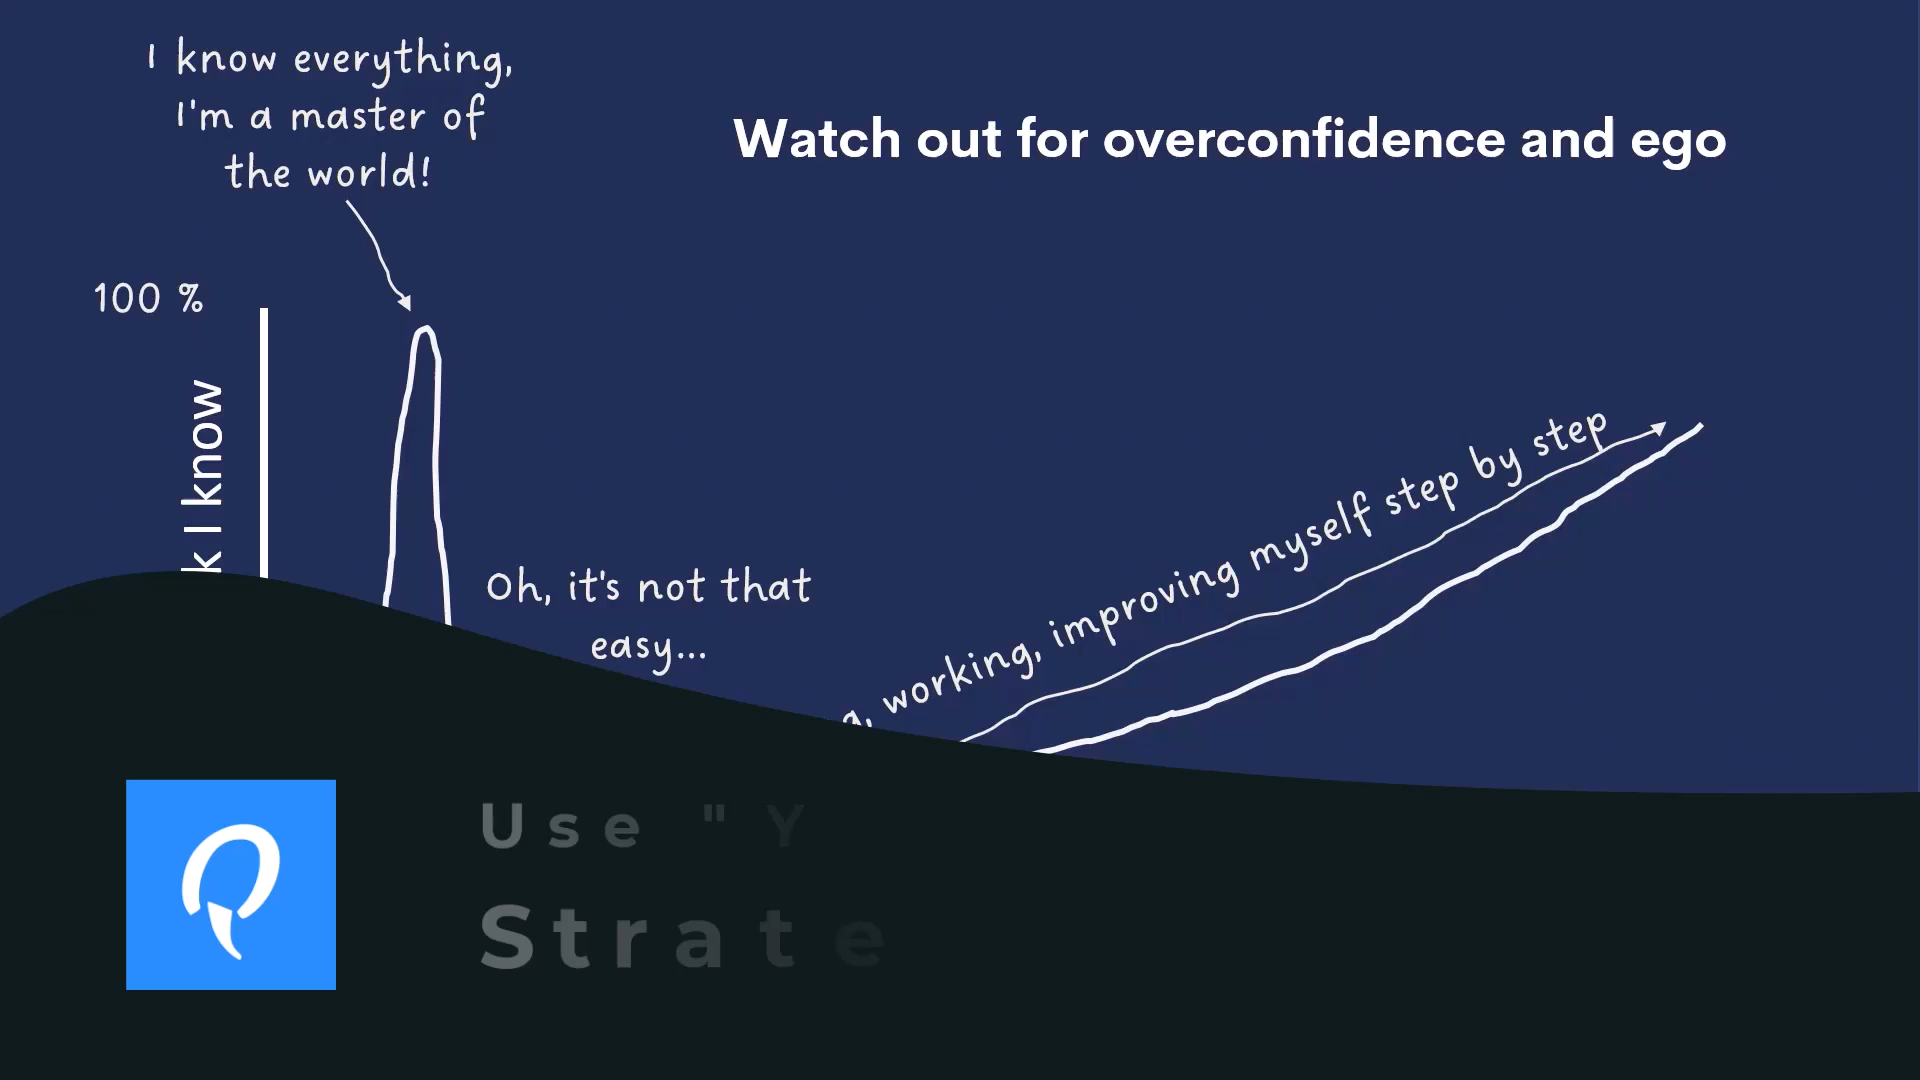 I know everything,
I'm a master of
the world!
Watch out for overconfidence and ego
100 %
k I know
Oh, it's not that
easy...
g, working, improving myself step by step
Use "Y
Strate